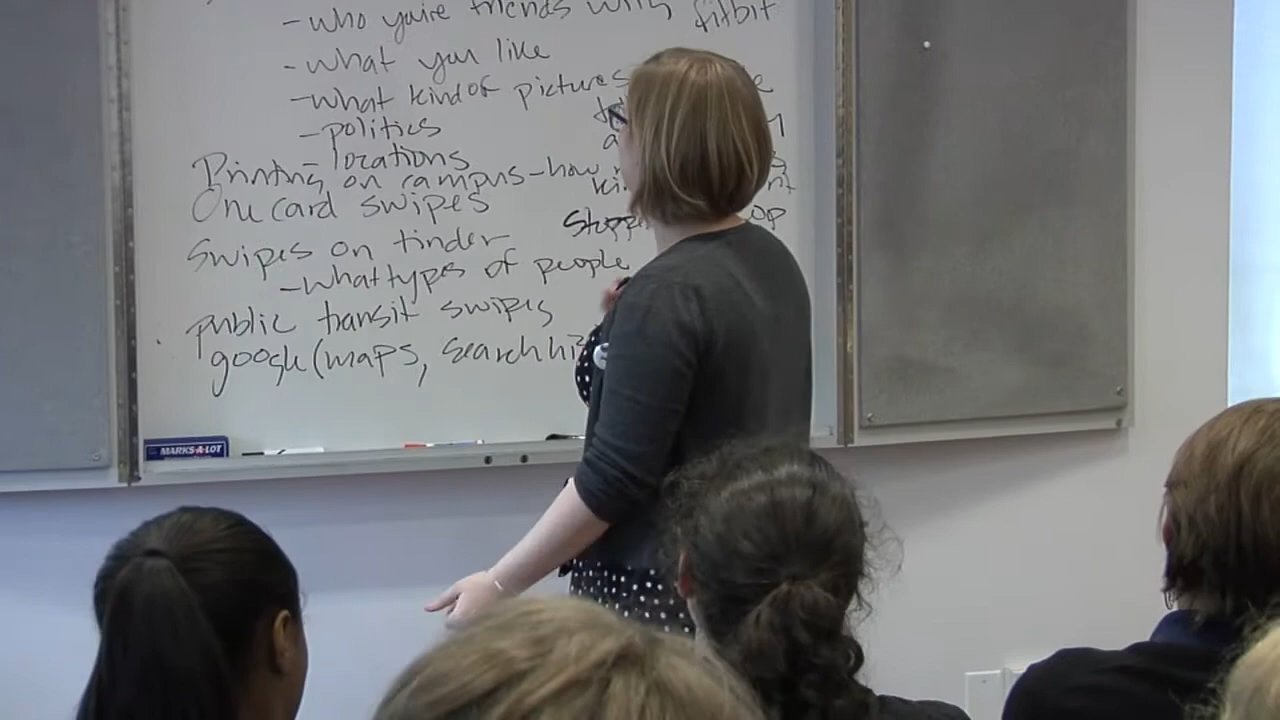 - who you're friends with
fitbit
- what you like
- what kind of pictures
- politics
- locations
Printing on campus - how
One card swipes
Swipes on tinder
- what types of people
public transit swipes
google (maps, search
MARKS-A-LOT